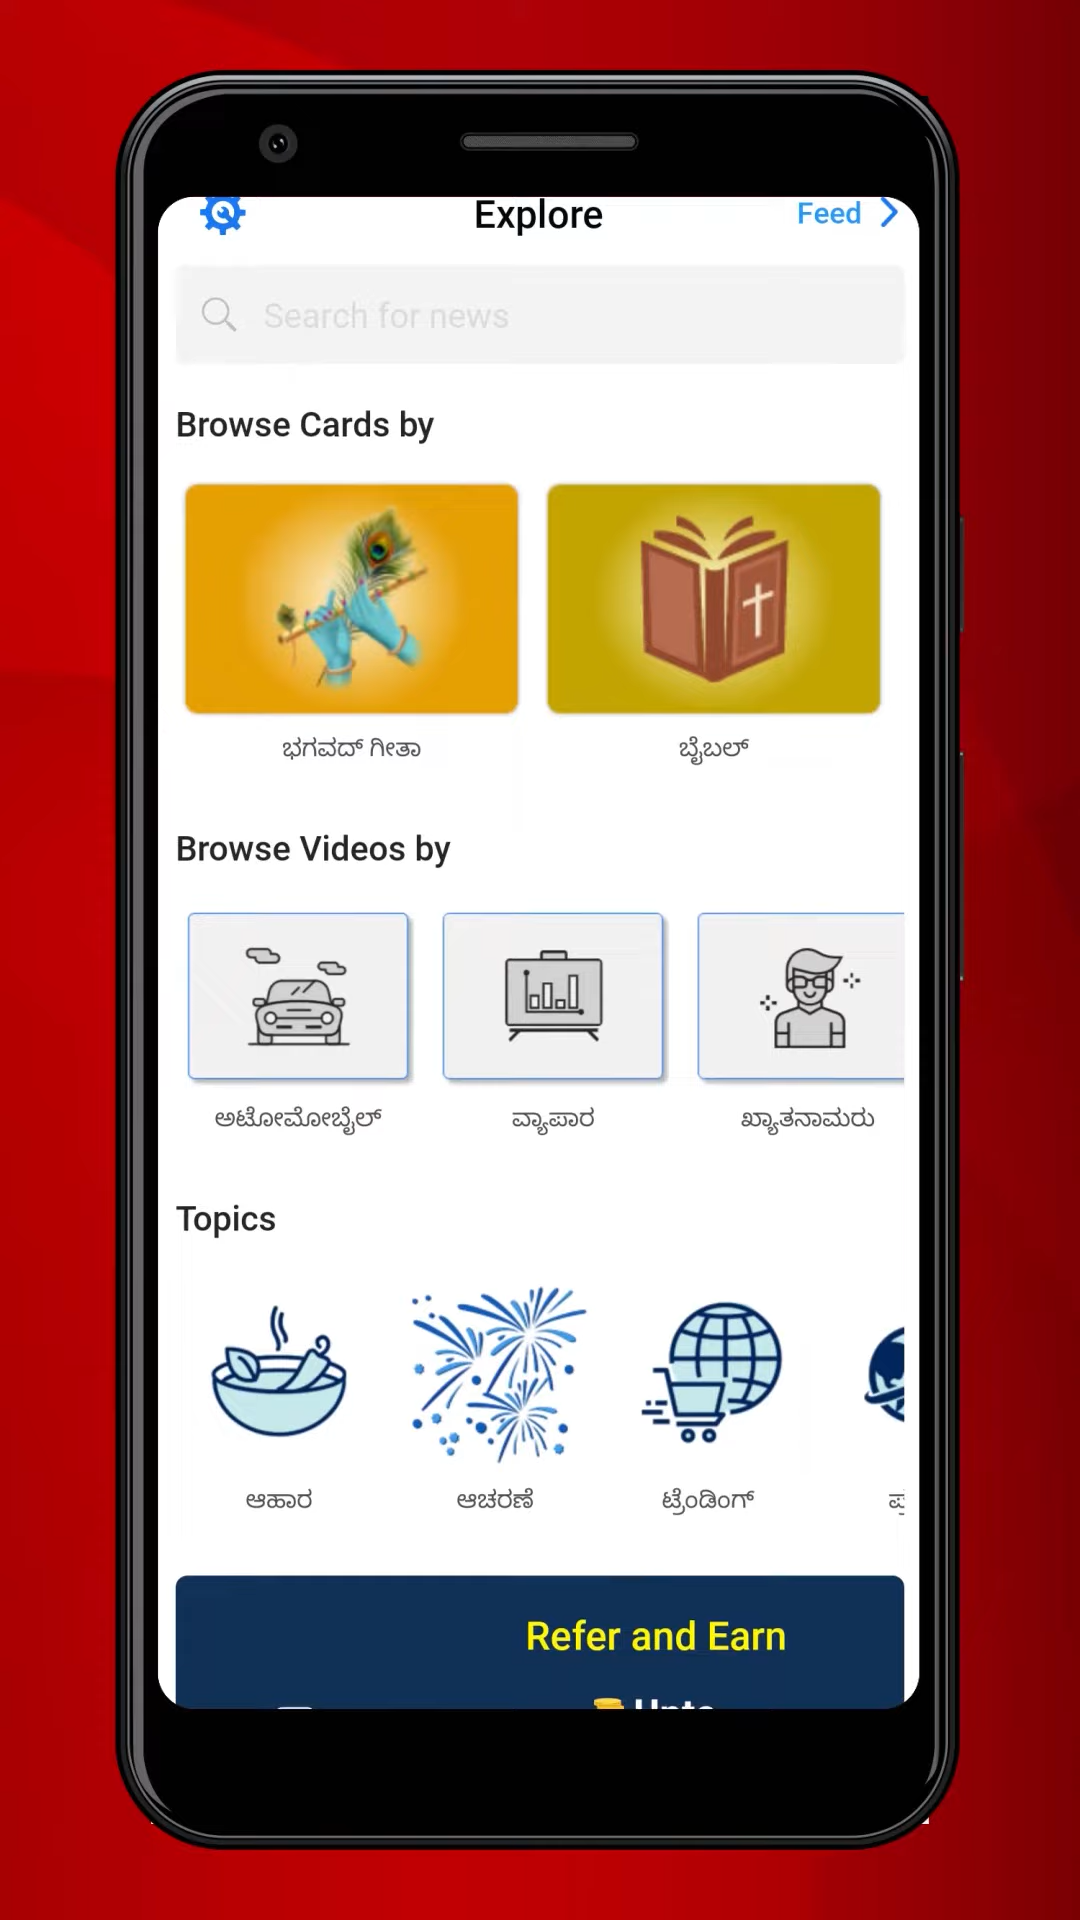 Explore
Feed
Search for news
Browse Cards by
ಭಗವದ್ ಗೀತಾ
ಬೈಬಲ್
Browse Videos by
ಅಟೋಮೋಬೈಲ್
ವ್ಯಾಪಾರ
ಖ್ಯಾತನಾಮರು
Topics
ಆಹಾರ
ಆಚರಣೆ
ಟ್ರೆಂಡಿಂಗ್
Refer and Earn